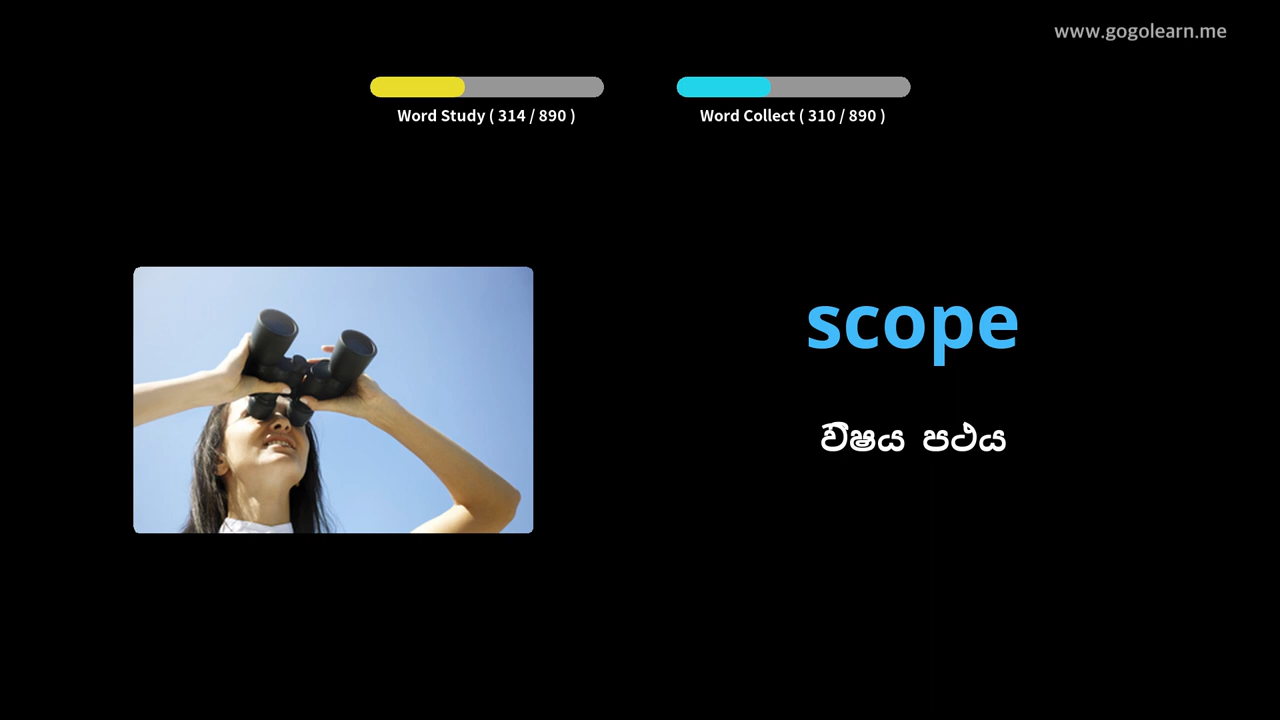 www.gogolearn.me
Word Study ( 314 / 890 )
Word Collect ( 310 / 890 )
scope
විෂය පථය